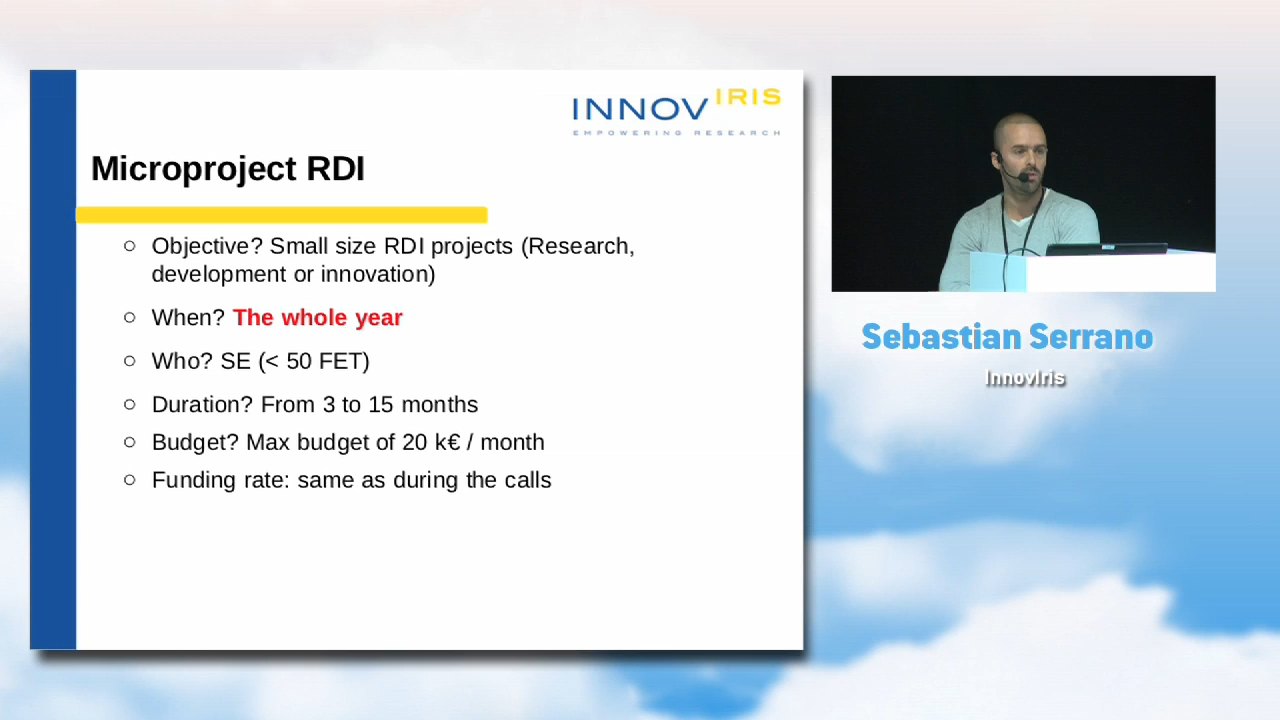 INNOVIRIS
EMPOWERING RESEARCH
Microproject RDI
Objective? Small size RDI projects (Research,
development or innovation)
When? The whole year
Who? SE (< 50 FET)
Duration? From 3 to 15 months
Budget? Max budget of 20 k€ / month
Funding rate: same as during the calls
Sebastian Serrano
InnovIris